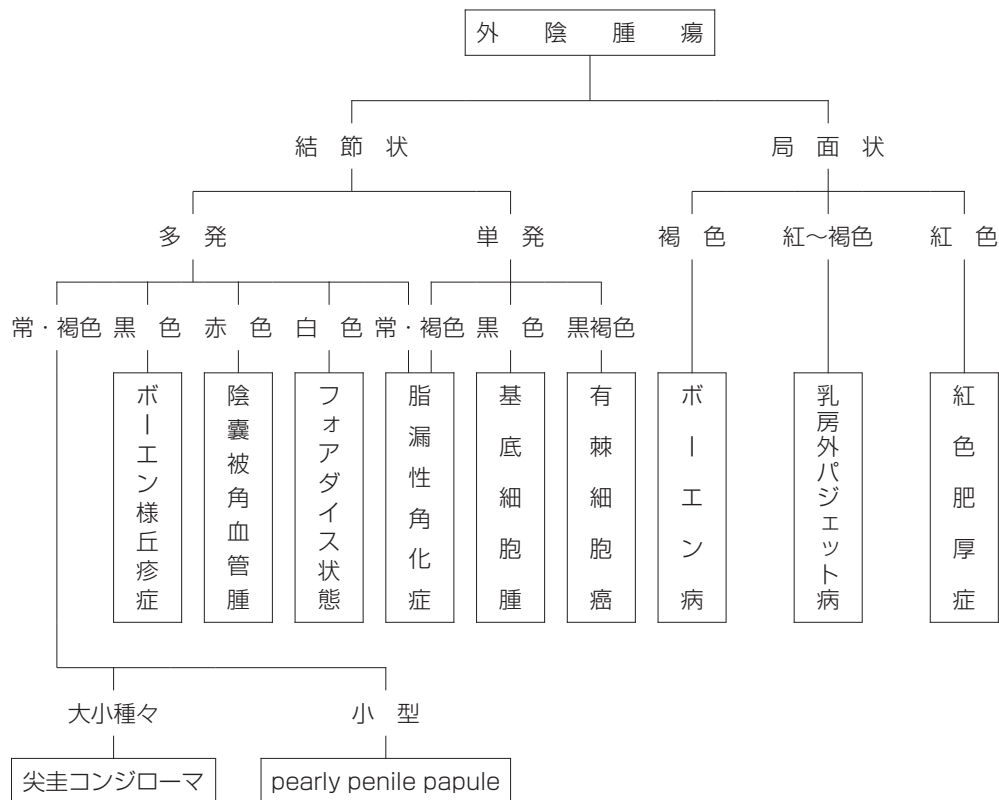 外陰腫瘍
結節状
局面状
多発
単発
褐色
紅～褐色
紅色
常・褐色
黒色
赤色
白色
常・褐色
黒色
黒褐色
ボーエン様丘疹症
陰嚢被角血管腫
フォアダイス状態
脂漏性角化症
基底細胞腫
有棘細胞癌
ボーエン病
乳房外パジェット病
紅色肥厚症
大小種々
小型
尖圭コンジローマ
pearly penile papule